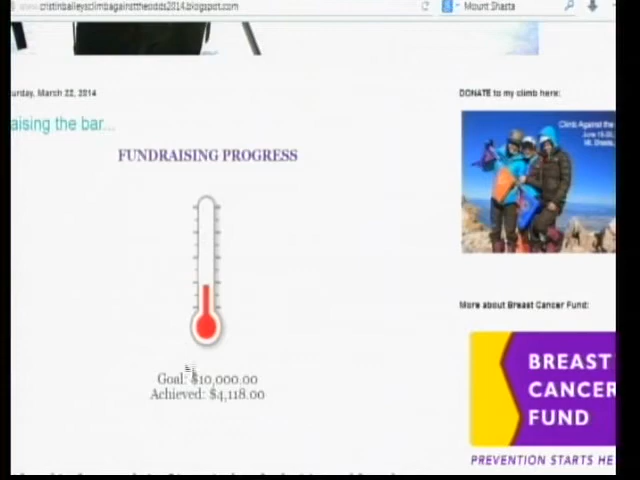 cristinbaileysclimbagainsttheodds2014.blogspot.com
Mount Shasta
urday, March 22, 2014
DONATE to my climb here:
aising the bar...
FUNDRAISING PROGRESS
Climb Against the
Mt. Shasta,
More about Breast Cancer Fund:
Goal: $10,000.00
Achieved: $4,118.00
BREAST
CANCER
FUND
PREVENTION STARTS HE